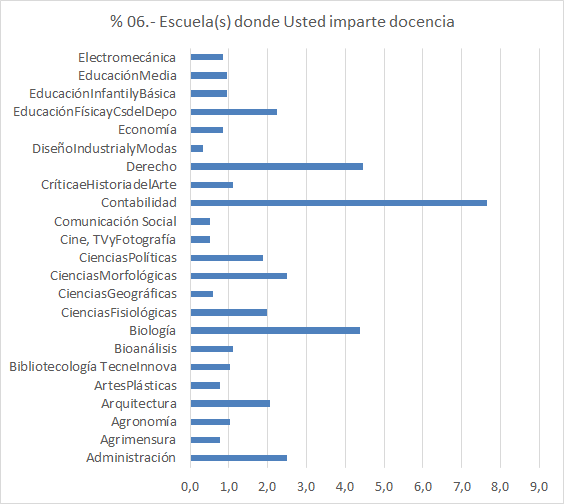 % 06.- Escuela(s) donde Usted imparte docencia
Electromecánica
EducaciónMedia
EducaciónInfantilyBásica
EducaciónFísicayCsdelDepo
Economía
DiseñoIndustrialyModas
Derecho
CríticaeHistoriadelArte
Contabilidad
Comunicación Social
Cine, TVyFotografía
CienciasPolíticas
CienciasMorfológicas
CienciasGeográficas
CienciasFisiológicas
Biología
Bioanálisis
Bibliotecología TecneInnova
ArtesPlásticas
Arquitectura
Agronomía
Agrimensura
Administración
0,0 1,0 2,0 3,0 4,0 5,0 6,0 7,0 8,0 9,0